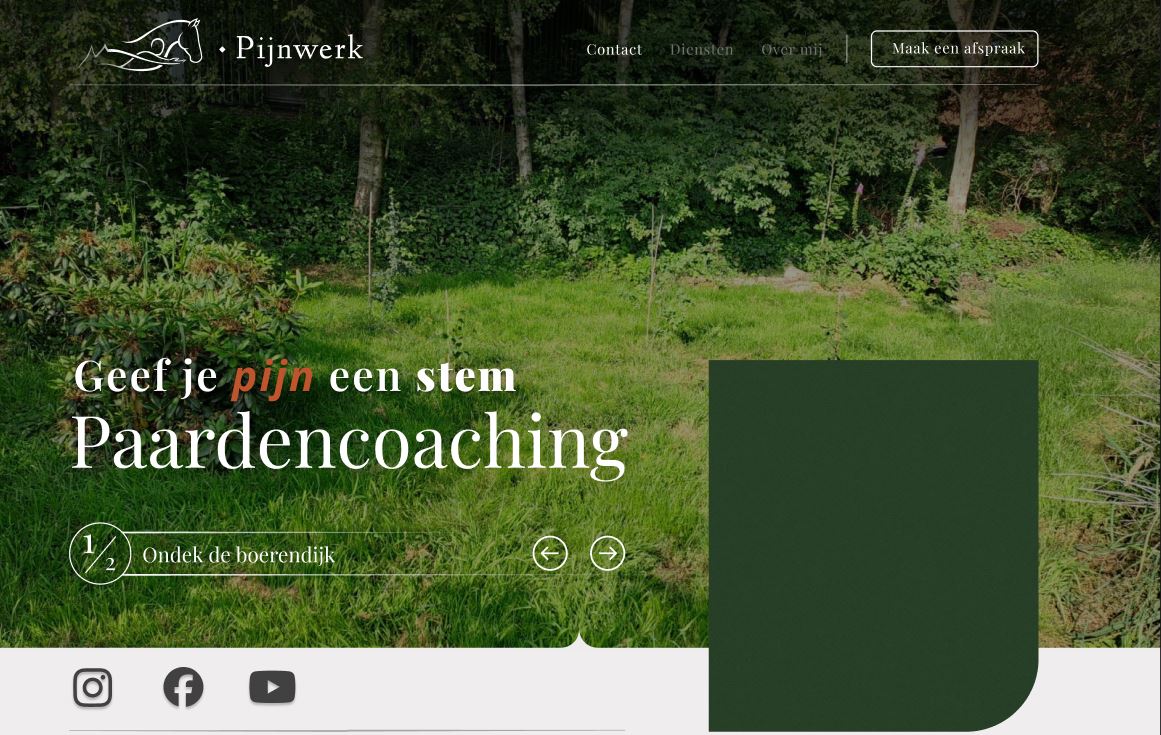 Pijnwerk
Contact Diensten Over mij Maak een afspraak
Geef je pijn een stem
Paardencoaching
1/2 Ondek de boerendijk